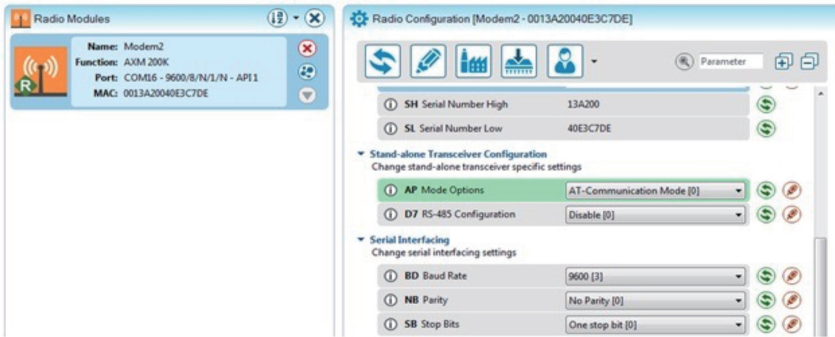 Radio Modules
Name: Modem2
Function: AXM 200K
Port: COM16 - 9600/8/N/1/N - API 1
MAC: 0013A20040E3C7DE
R
Radio Configuration [Modem2 - 0013A20040E3C7DE]
Parameter
SH Serial Number High 13A200
SL Serial Number Low 40E3C7DE
Stand-alone Transceiver Configuration
Change stand-alone transceiver specific settings
AP Mode Options AT-Communication Mode [0]
D7 RS-485 Configuration Disable [0]
Serial Interfacing
Change serial interfacing settings
BD Baud Rate 9600 [3]
NB Parity No Parity [0]
SB Stop Bits One stop bit [0]